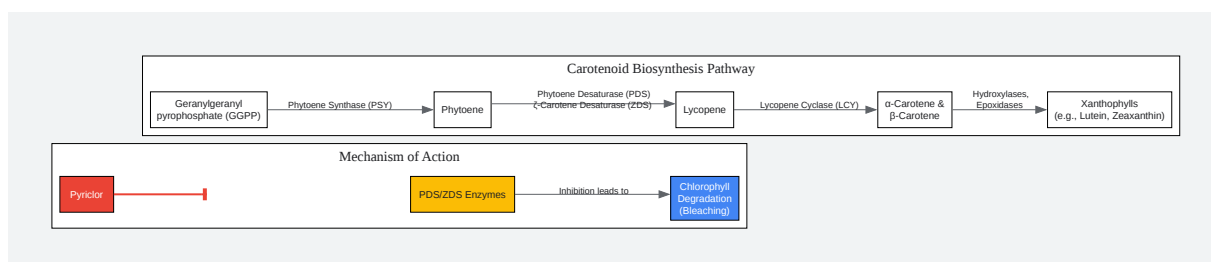 Carotenoid Biosynthesis Pathway
Geranylgeranyl
pyrophosphate (GGPP)
Phytoene Synthase (PSY)
Phytoene
Phytoene Desaturase (PDS)
ζ-Carotene Desaturase (ZDS)
Lycopene
Lycopene Cyclase (LCY)
α-Carotene &
β-Carotene
Hydroxylases,
Epoxidases
Xanthophylls
(e.g., Lutein, Zeaxanthin)
Mechanism of Action
Pyriclor
PDS/ZDS Enzymes
Inhibition leads to
Chlorophyll
Degradation
(Bleaching)